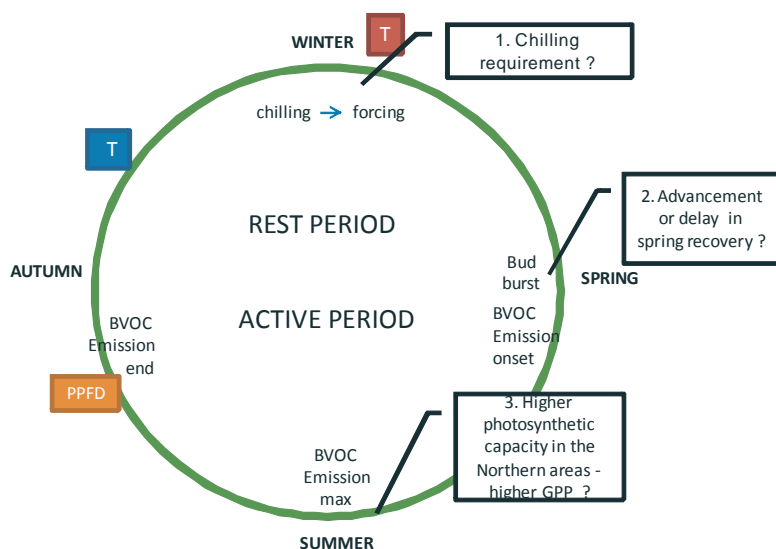 WINTER
T
1. Chilling
requirement ?
chilling → forcing
T
2. Advancement
or delay in
spring recovery ?
REST PERIOD
AUTUMN
Bud
burst
SPRING
ACTIVE PERIOD
BVOC
Emission
end
BVOC
Emission
onset
PPFD
3. Higher
photosynthetic
capacity in the
Northern areas -
higher GPP ?
BVOC
Emission
max
SUMMER